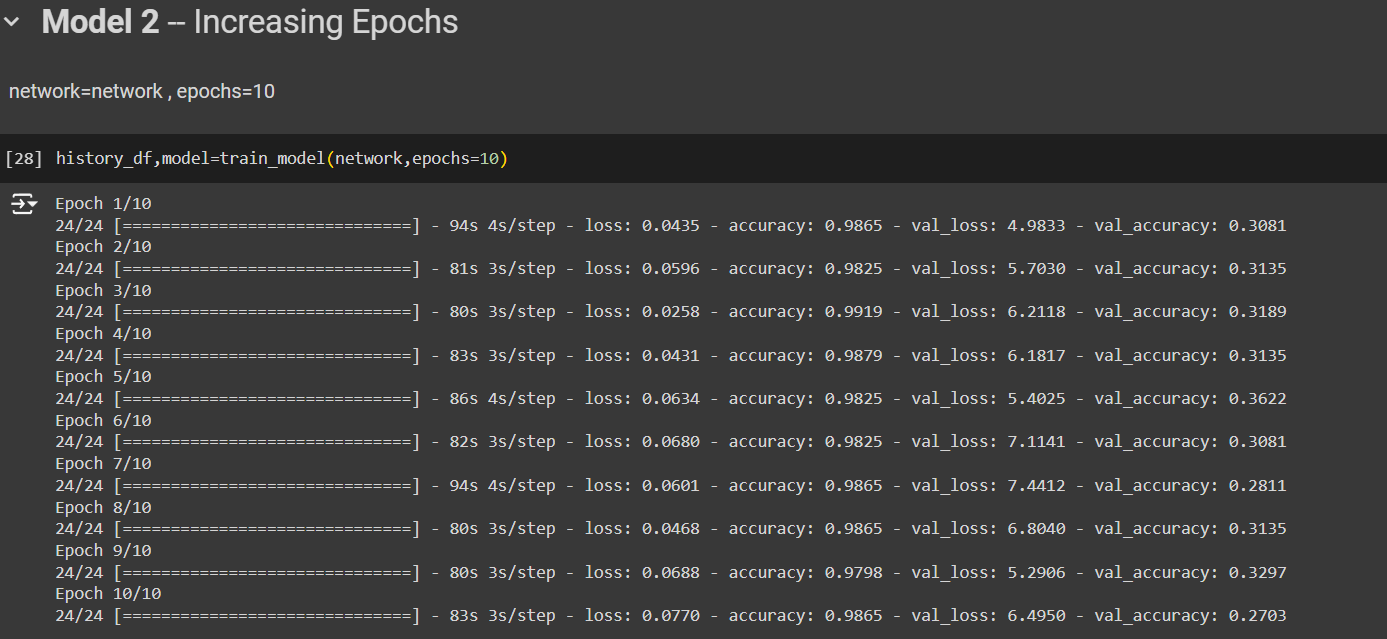 Model 2 -- Increasing Epochs
network=network , epochs=10
[28] history_df,model=train_model(network,epochs=10)
Epoch 1/10
24/24 [==============================] - 94s 4s/step - loss: 0.0435 - accuracy: 0.9865 - val_loss: 4.9833 - val_accuracy: 0.3081
Epoch 2/10
24/24 [==============================] - 81s 3s/step - loss: 0.0596 - accuracy: 0.9825 - val_loss: 5.7030 - val_accuracy: 0.3135
Epoch 3/10
24/24 [==============================] - 80s 3s/step - loss: 0.0258 - accuracy: 0.9919 - val_loss: 6.2118 - val_accuracy: 0.3189
Epoch 4/10
24/24 [==============================] - 83s 3s/step - loss: 0.0431 - accuracy: 0.9879 - val_loss: 6.1817 - val_accuracy: 0.3135
Epoch 5/10
24/24 [==============================] - 86s 4s/step - loss: 0.0634 - accuracy: 0.9825 - val_loss: 5.4025 - val_accuracy: 0.3622
Epoch 6/10
24/24 [==============================] - 82s 3s/step - loss: 0.0680 - accuracy: 0.9825 - val_loss: 7.1141 - val_accuracy: 0.3081
Epoch 7/10
24/24 [==============================] - 94s 4s/step - loss: 0.0601 - accuracy: 0.9865 - val_loss: 7.4412 - val_accuracy: 0.2811
Epoch 8/10
24/24 [==============================] - 80s 3s/step - loss: 0.0468 - accuracy: 0.9865 - val_loss: 6.8040 - val_accuracy: 0.3135
Epoch 9/10
24/24 [==============================] - 80s 3s/step - loss: 0.0688 - accuracy: 0.9798 - val_loss: 5.2906 - val_accuracy: 0.3297
Epoch 10/10
24/24 [==============================] - 83s 3s/step - loss: 0.0770 - accuracy: 0.9865 - val_loss: 6.4950 - val_accuracy: 0.2703